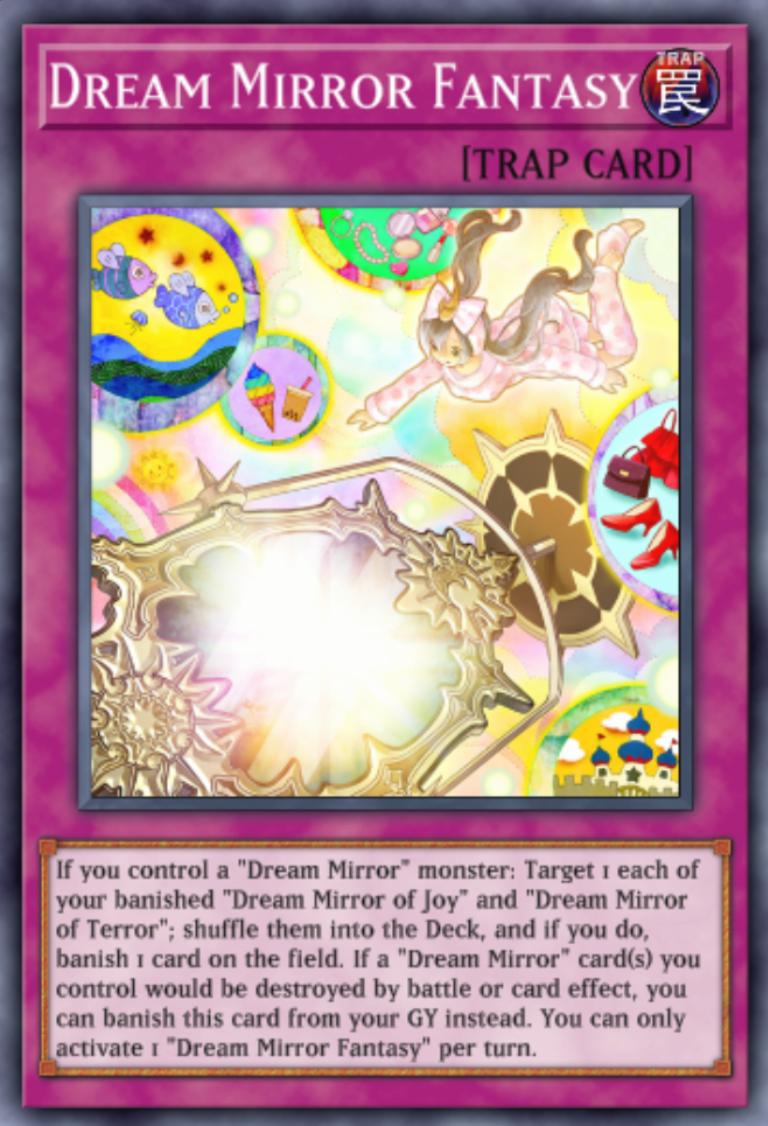 DREAM MIRROR FANTASY
TRAP
罠
[TRAP CARD]
If you control a "Dream Mirror" monster: Target 1 each of
your banished "Dream Mirror of Joy" and "Dream Mirror
of Terror"; shuffle them into the Deck, and if you do,
banish 1 card on the field. If a "Dream Mirror" card(s) you
control would be destroyed by battle or card effect, you
can banish this card from your GY instead. You can only
activate 1 "Dream Mirror Fantasy" per turn.